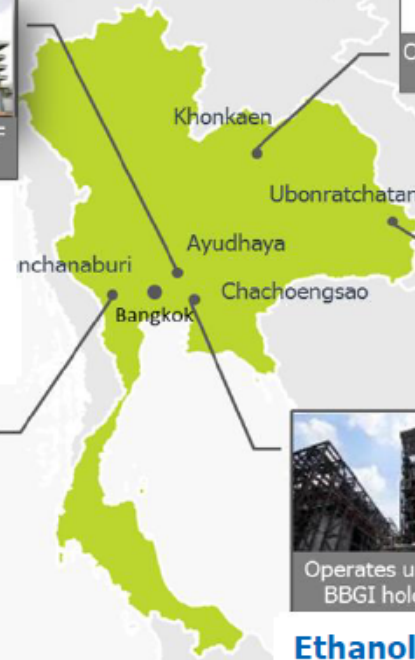 Khonkaen
Ubonratchatan
Ayudhaya
nchanaburi
Chachoengsao
Bangkok
Operates u
BBGI hol
Ethanol